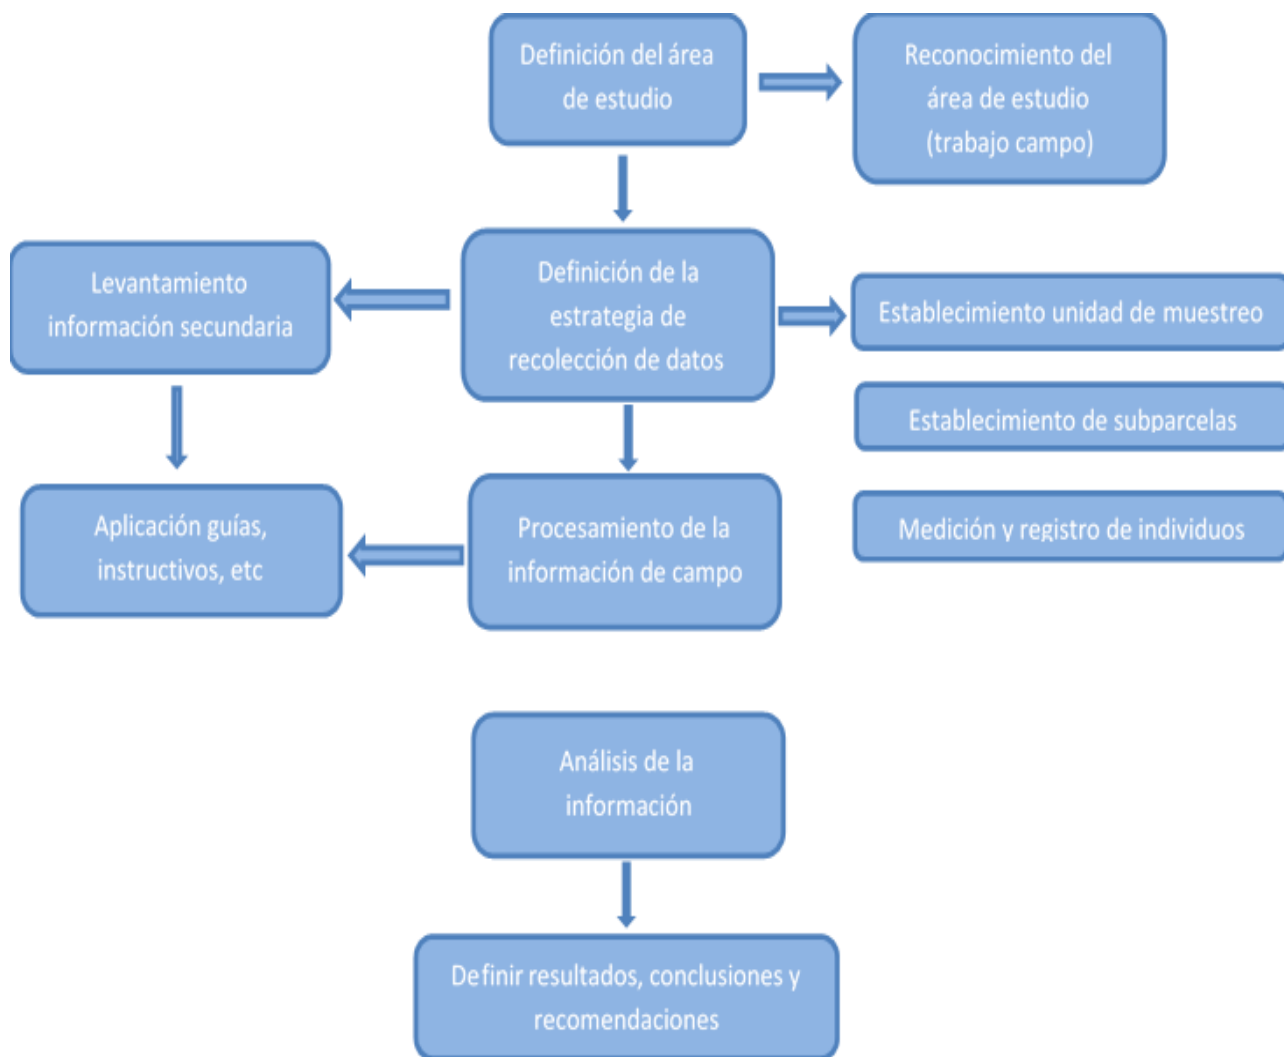 Definición del área
de estudio
Reconocimiento del
área de estudio
(trabajo campo)
Levantamiento
información secundaria
Definición de la
estrategia de
recolección de datos
Establecimiento unidad de muestreo
Establecimiento de subparcelas
Medición y registro de individuos
Aplicación guías,
instructivos, etc
Procesamiento de la
información de campo
Análisis de la
información
Definir resultados, conclusiones y
recomendaciones